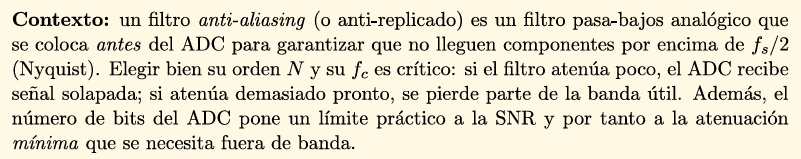 Contexto: un filtro anti-aliasing (o anti-replicado) es un filtro pasa-bajos analógico que
se coloca antes del ADC para garantizar que no lleguen componentes por encima de fs/2
(Nyquist). Elegir bien su orden N y su fc es crítico: si el filtro atenúa poco, el ADC recibe
señal solapada; si atenúa demasiado pronto, se pierde parte de la banda útil. Además, el
número de bits del ADC pone un límite práctico a la SNR y por tanto a la atenuación
mínima que se necesita fuera de banda.